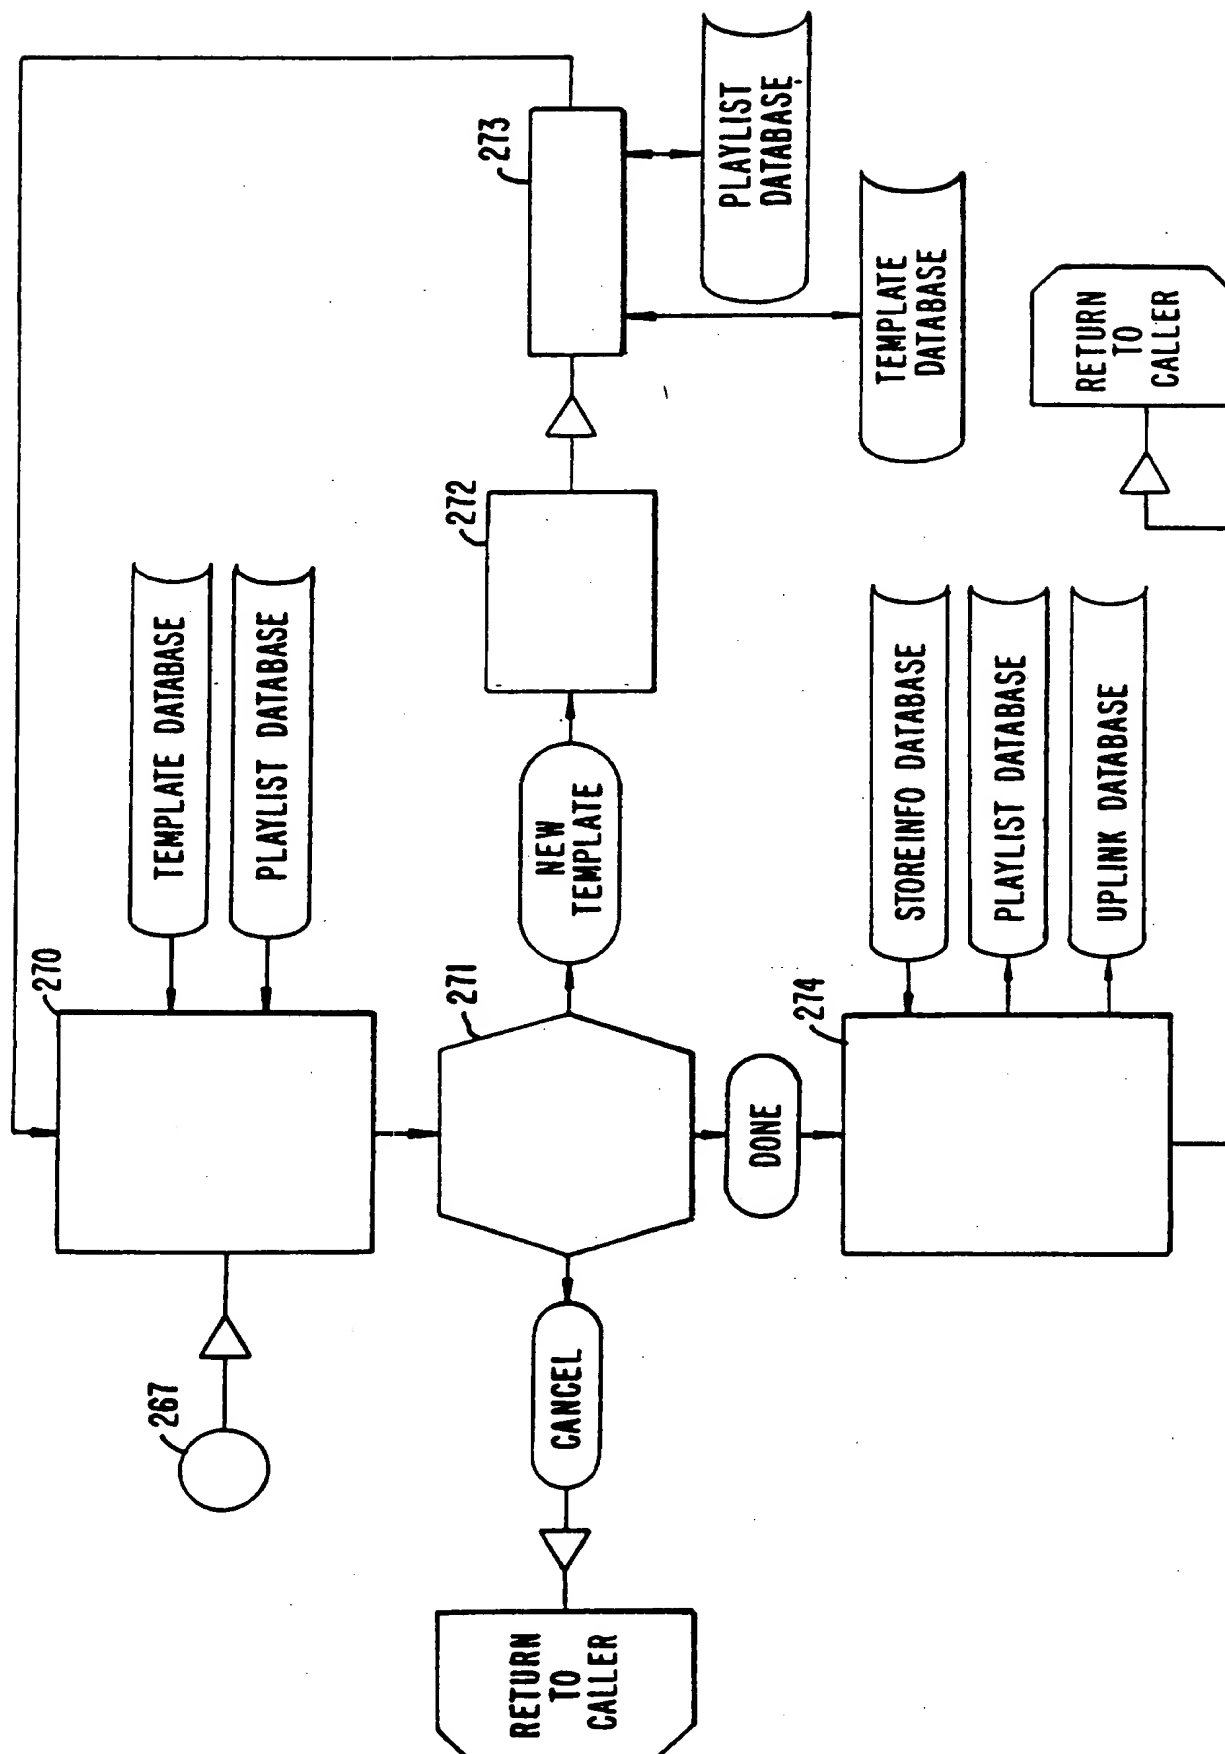 267
270
TEMPLATE DATABASE
PLAYLIST DATABASE
RETURN
TO
CALLER
CANCEL
271
NEW
TEMPLATE
272
273
PLAYLIST
DATABASE
TEMPLATE
DATABASE
DONE
274
STOREINFO DATABASE
PLAYLIST DATABASE
UPLINK DATABASE
RETURN
TO
CALLER